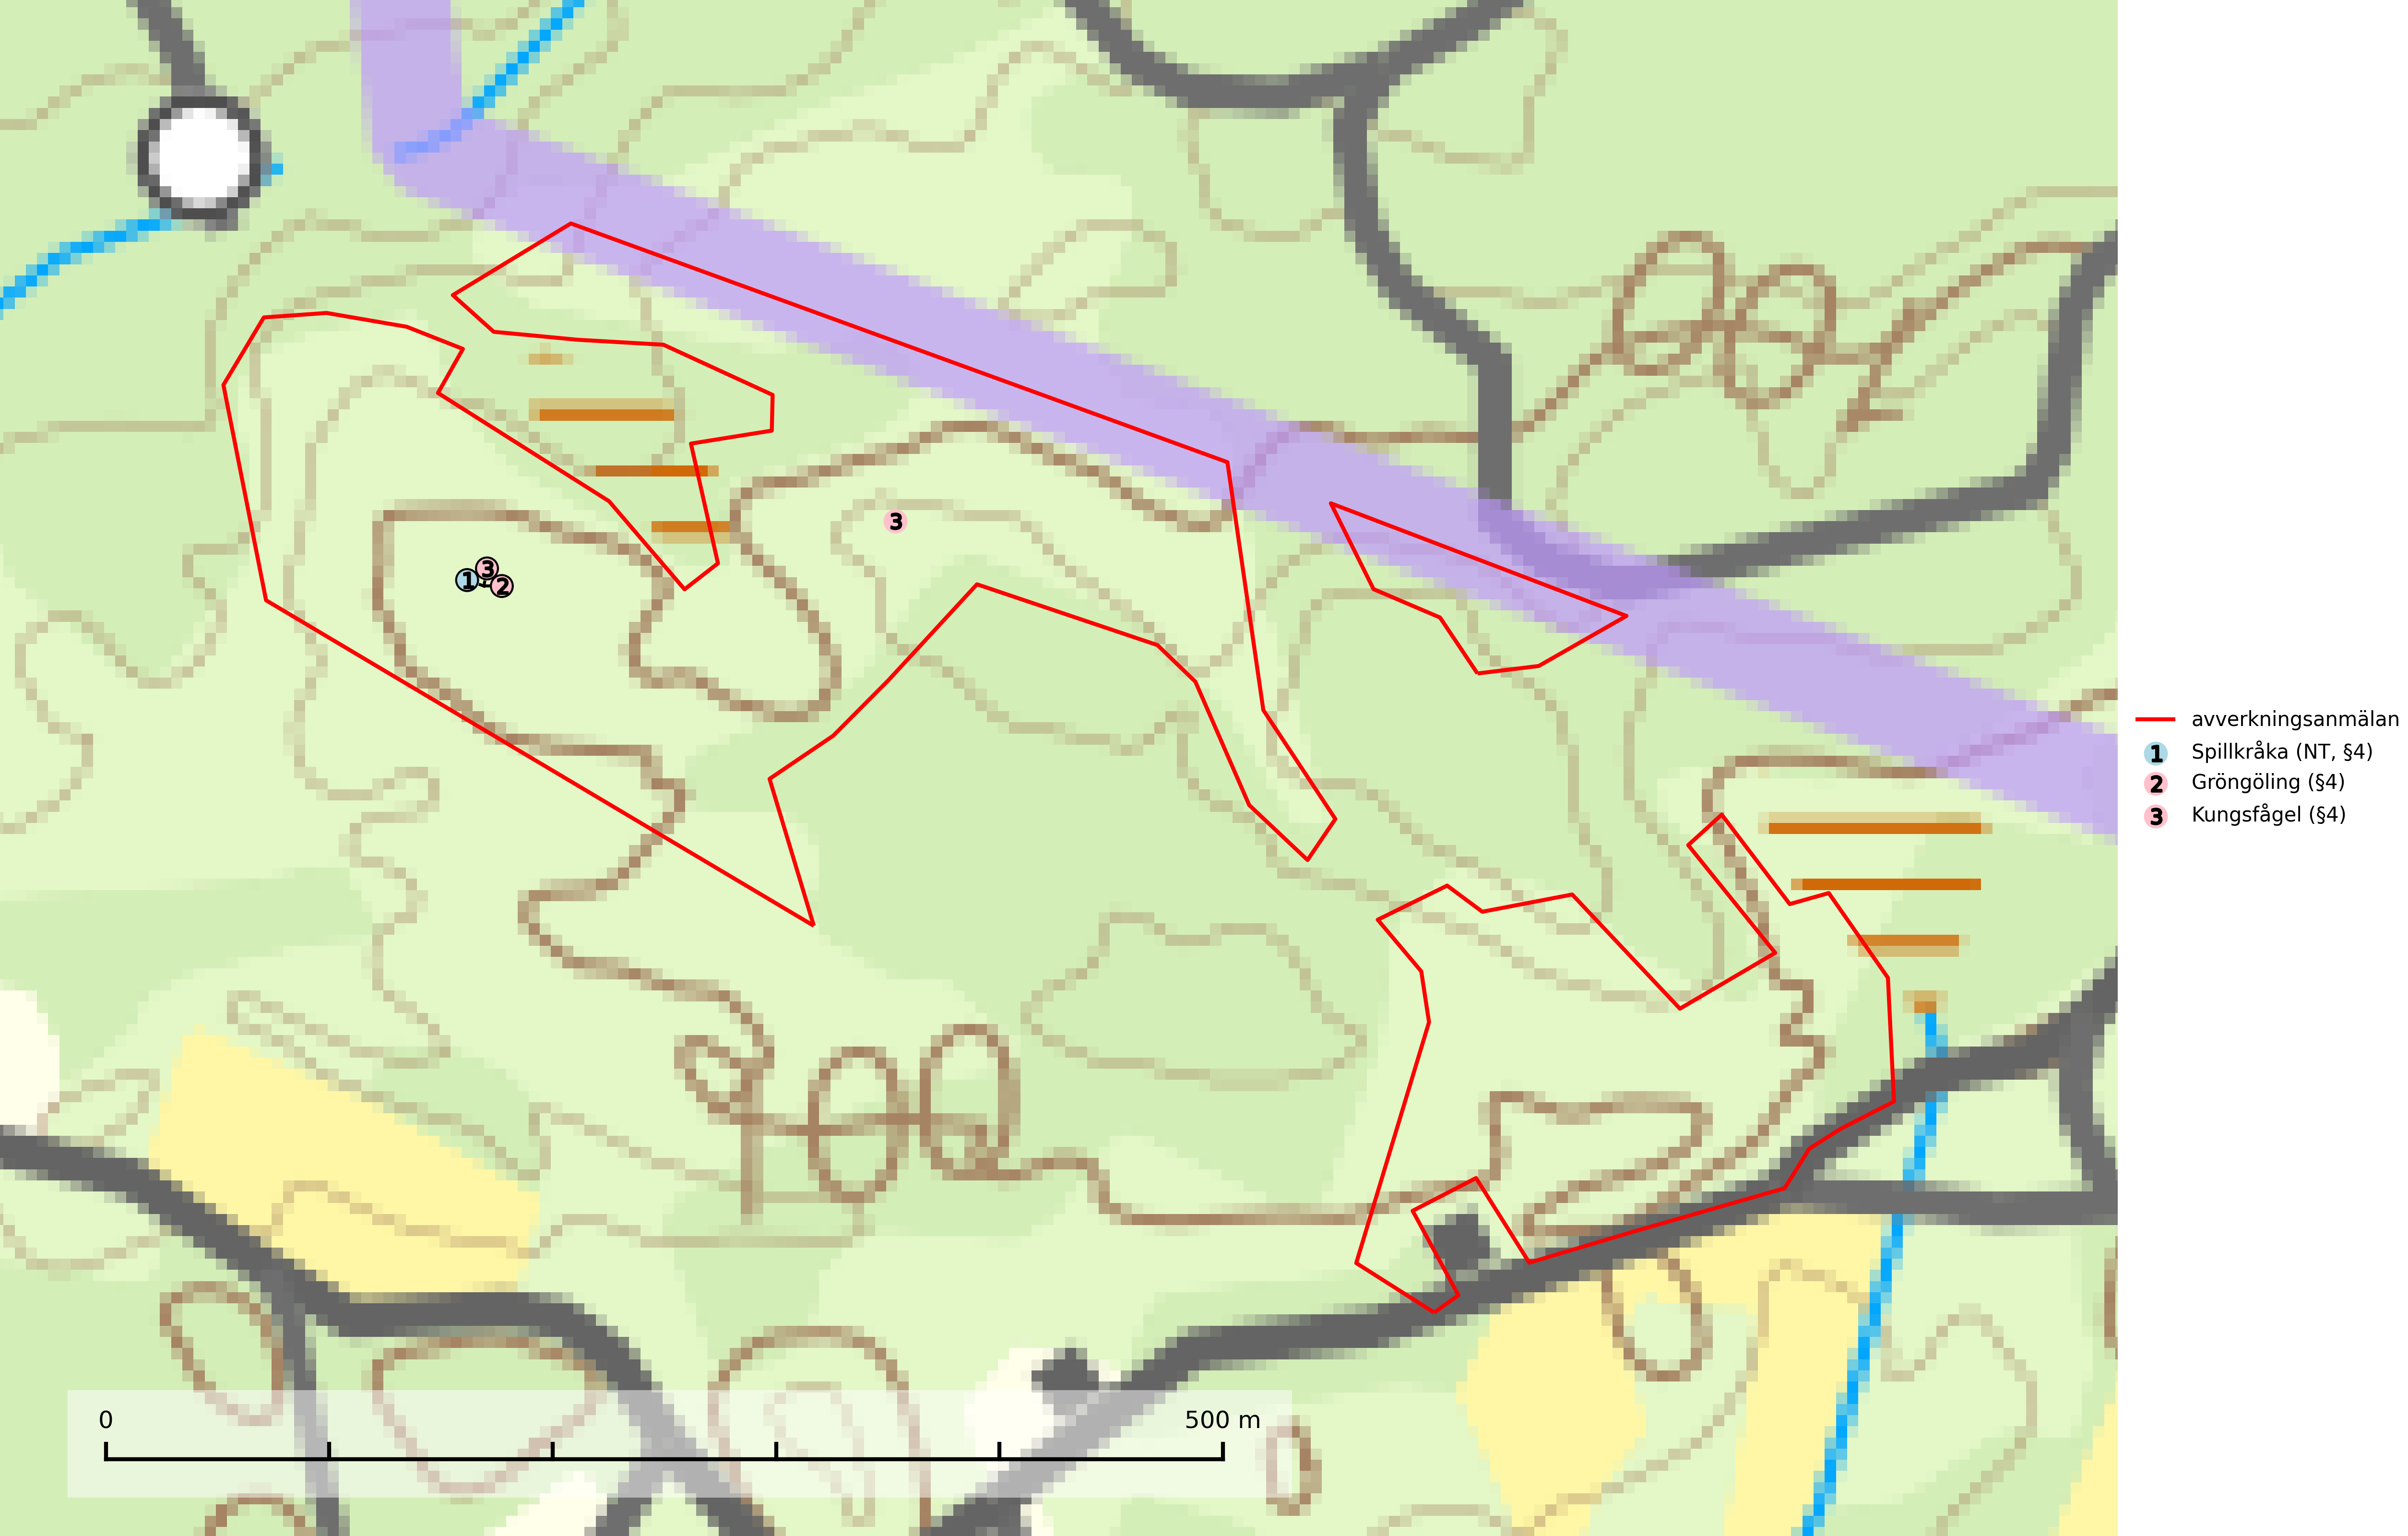 3
1
3
2
avverkningsanmälan
1 Spillkråka (NT, §4)
2 Gröngöling (§4)
3 Kungsfågel (§4)
0 500 m